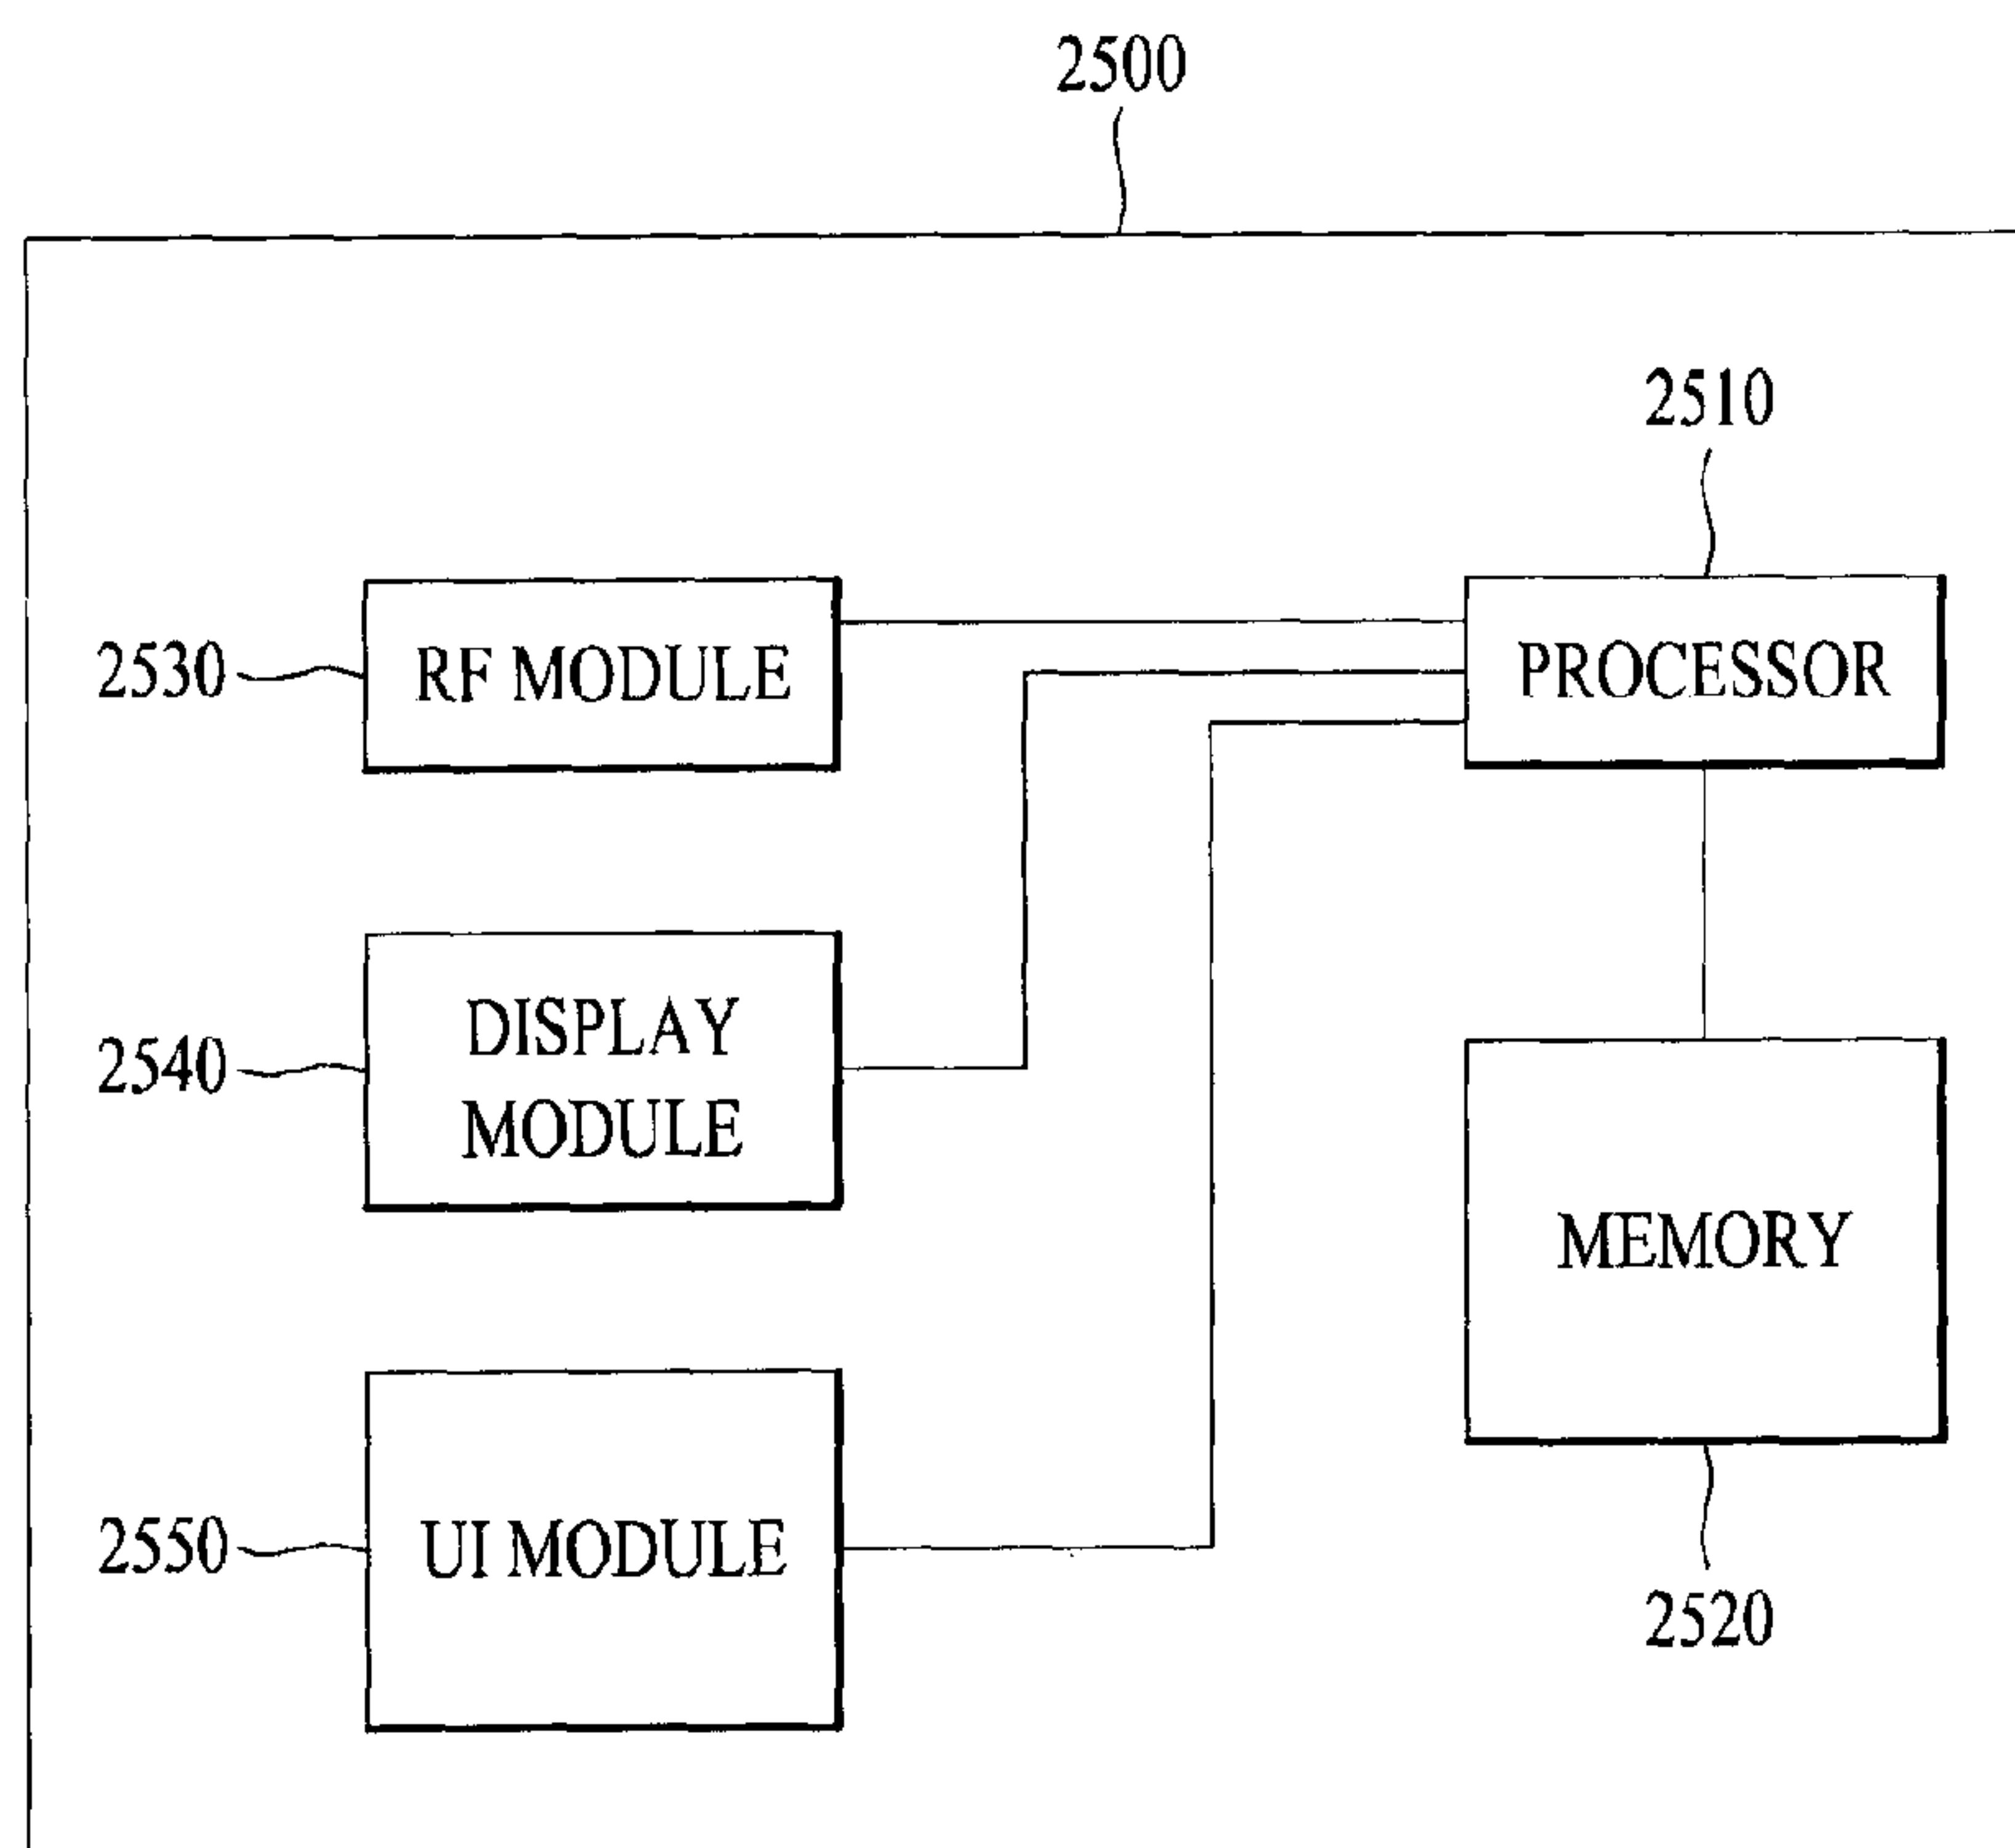 2500
2510
2530
RF MODULE
PROCESSOR
2540
DISPLAY
MODULE
MEMORY
2550
UI MODULE
2520